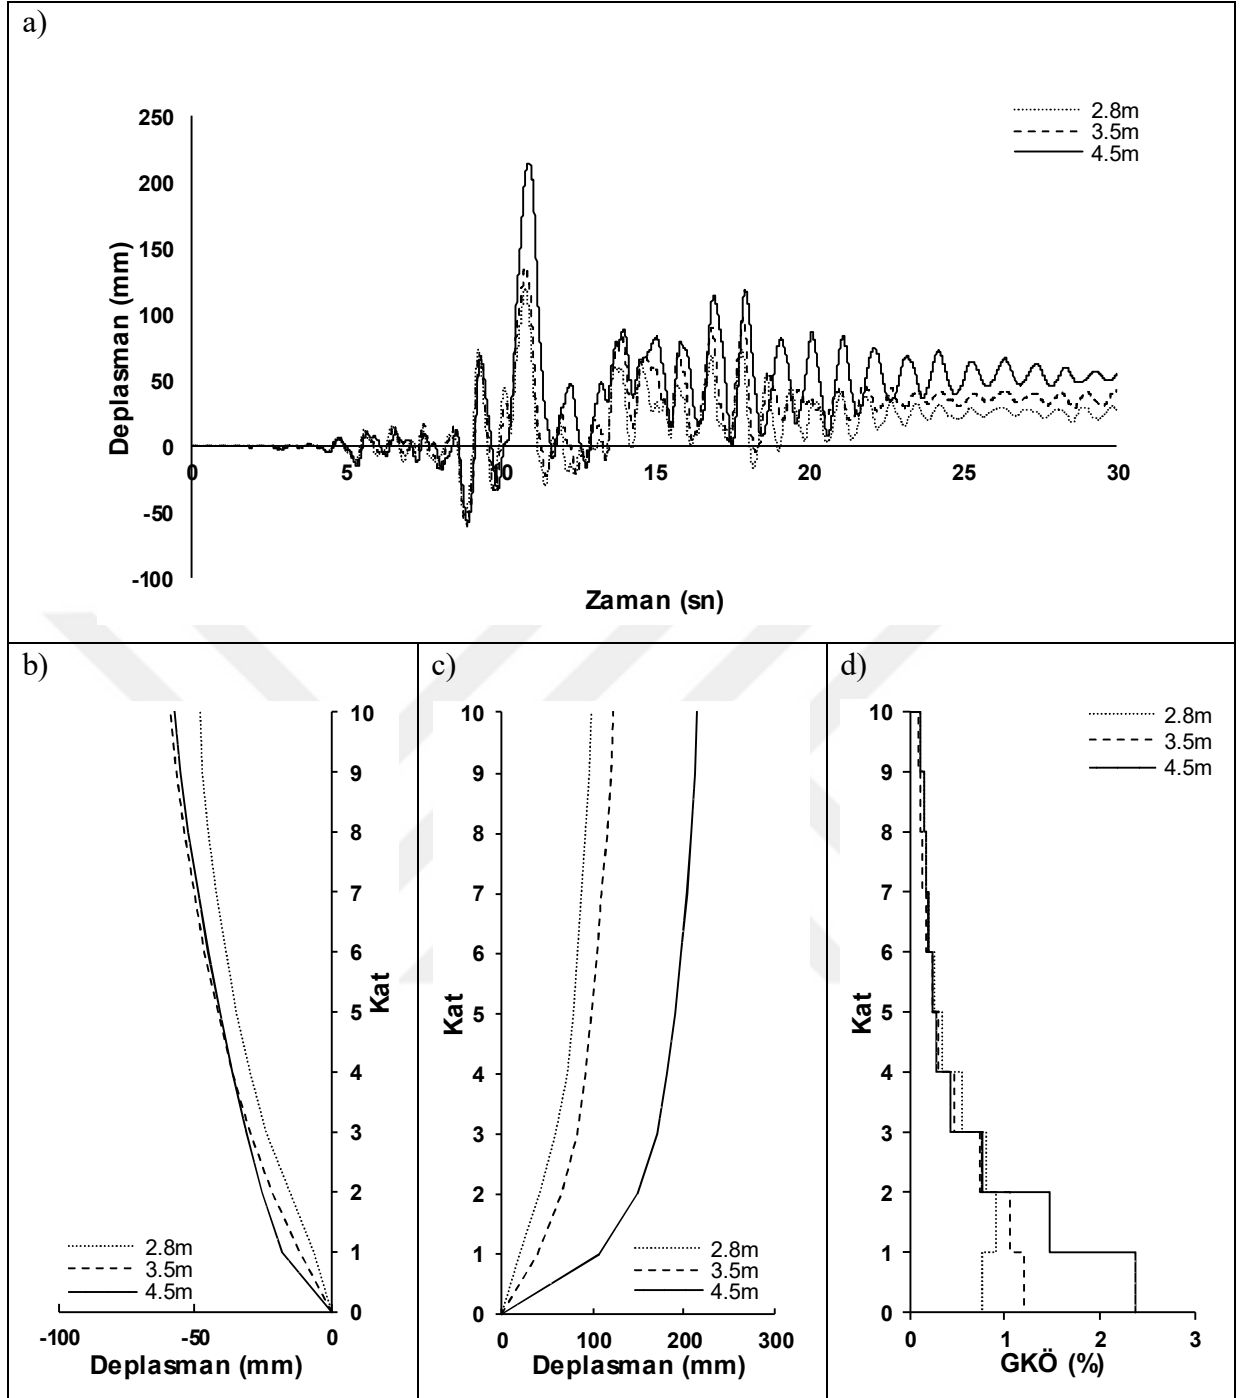 a)
2.8m
3.5m
4.5m
250
200
150
100
50
0
-50
-100
Deplasman (mm)
0 5 10 15 20 25 30
Zaman (sn)
b)
10
9
8
7
6
5
4
3
2
1
0
Kat
2.8m
3.5m
4.5m
-100 -50 0
Deplasman (mm)
c)
10
9
8
7
6
5
4
3
2
1
0
Kat
2.8m
3.5m
4.5m
0 100 200 300
Deplasman (mm)
d)
2.8m
3.5m
4.5m
10
9
8
7
6
5
4
3
2
1
0
Kat
0 1 2 3
GKÖ (%)